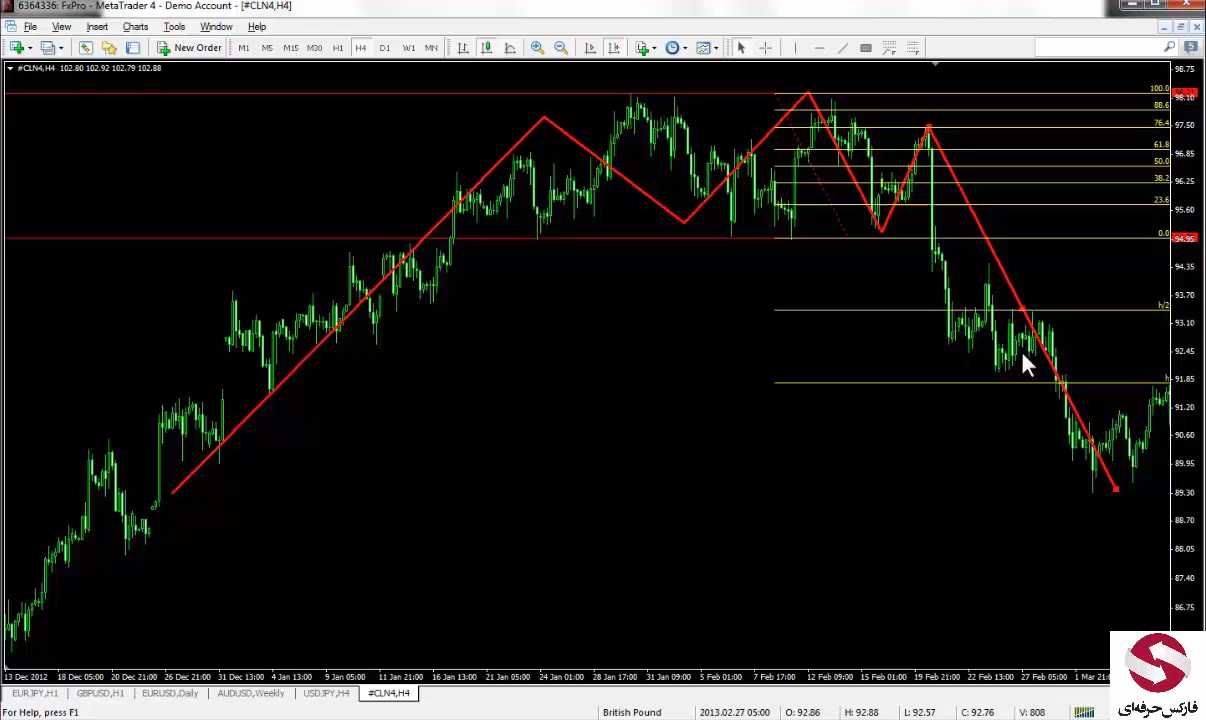 6364336: FxPro - MetaTrader 4 - Demo Account - [#CLN4,H4]
File View Insert Charts Tools Window Help
New Order M1 M5 M15 M30 H1 H4 D1 W1 MN
5
#CLN4,H4 102.80 102.92 102.79 102.88
98.75
100.0
98.10
88.6
97.50
76.4
61.8
96.85
50.0
96.25
38.2
23.6
95.60
0.0
94.95
94.35
93.70
h/2
93.10
92.45
91.85
h
91.20
90.60
89.95
89.30
88.70
88.05
87.40
86.75
13 Dec 2012 18 Dec 05:00 20 Dec 21:00 26 Dec 21:00 31 Dec 13:00 4 Jan 13:00 9 Jan 05:00 11 Jan 21:00 16 Jan 13:00 21 Jan 05:00 24 Jan 01:00 28 Jan 17:00 31 Jan 09:00 5 Feb 01:00 7 Feb 17:00 12 Feb 09:00 15 Feb 01:00 19 Feb 21:00 22 Feb 13:00 27 Feb 05:00 1 Mar 21:00
EURJPY,H1 GBPUSD,H1 EURUSD,Daily AUDUSD,Weekly USDJPY,H4 #CLN4,H4
فارکس‌حرفه‌ای
For Help, press F1 British Pound 2013.02.27 05:00 O: 92.86 H: 92.88 L: 92.57 C: 92.76 V: 808